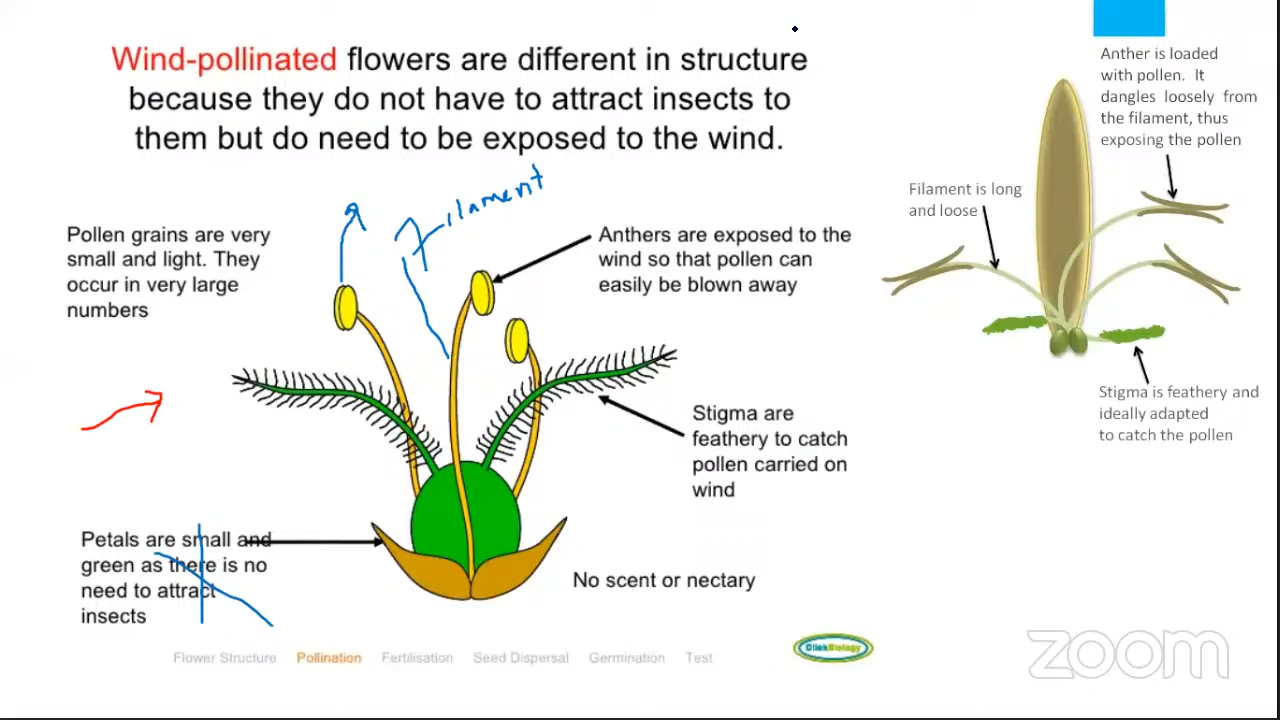 Wind-pollinated flowers are different in structure
because they do not have to attract insects to
them but do need to be exposed to the wind.
Filament
Pollen grains are very
small and light. They
occur in very large
numbers
Anthers are exposed to the
wind so that pollen can
easily be blown away
Stigma are
feathery to catch
pollen carried on
wind
Petals are small and
green as there is no
need to attract
insects
No scent or nectary
Anther is loaded
with pollen. It
dangles loosely from
the filament, thus
exposing the pollen
Filament is long
and loose
Stigma is feathery and
ideally adapted
to catch the pollen
Flower Structure Pollination Fertilisation Seed Dispersal Germination Test
ClickBiology
zoom